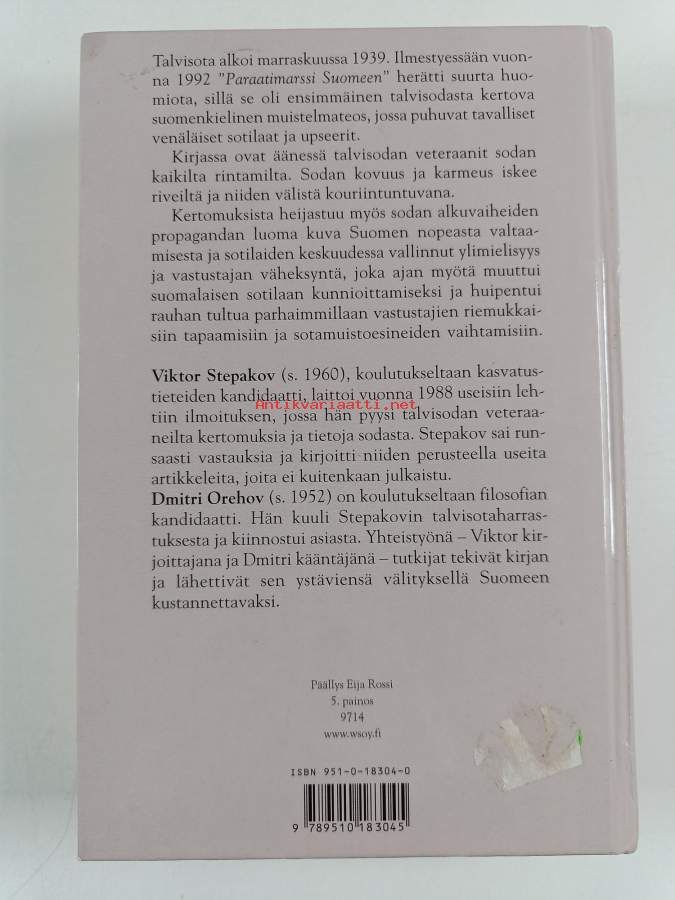 Talvisota alkoi marraskuussa 1939. Ilmestyessään vuon-
na 1992 "Paraatimarssi Suomeen" herätti suurta huo-
miota, sillä se oli ensimmäinen talvisodasta kertova
suomenkielinen muistelmateos, jossa puhuvat tavalliset
venäläiset sotilaat ja upseerit.
Kirjassa ovat äänessä talvisodan veteraanit sodan
kaikilta rintamilta. Sodan kovuus ja karmeus iskee
riveiltä ja niiden välistä kouriintuntuvana.
Kertomuksista heijastuu myös sodan alkuvaiheiden
propagandan luoma kuva Suomen nopeasta valtaa-
misesta ja sotilaiden keskuudessa vallinnut ylimielisyys
ja vastustajan väheksyntä, joka ajan myötä muuttui
suomalaisen sotilaan kunnioittamiseksi ja huipentui
rauhan tultua parhaimmillaan vastustajien riemukkai-
siin tapaamisiin ja sotamuistoesineiden vaihtamisiin.
Viktor Stepakov (s. 1960), koulutukseltaan kasvatus-
tieteiden kandidaatti, laittoi vuonna 1988 useisiin leh-
Antikvariaatti.net
tiin ilmoituksen, jossa hän pyysi talvisodan veteraa-
neilta kertomuksia ja tietoja sodasta. Stepakov sai run-
saasti vastauksia ja kirjoitti niiden perusteella useita
artikkeleita, joita ei kuitenkaan julkaistu.
Dmitri Orehov (s. 1952) on koulutukseltaan filosofian
kandidaatti. Hän kuuli Stepakovin talvisotaharras-
tuksesta ja kiinnostui asiasta. Yhteistyönä – Viktor kir-
joittajana ja Dmitri kääntäjänä – tutkijat tekivät kirjan
ja lähettivät sen ystäviensä välityksellä Suomeen
kustannettavaksi.
Päällys Eija Rossi
5. painos
9714
www.wsoy.fi
ISBN 951-0-18304-0
9 789510 183045